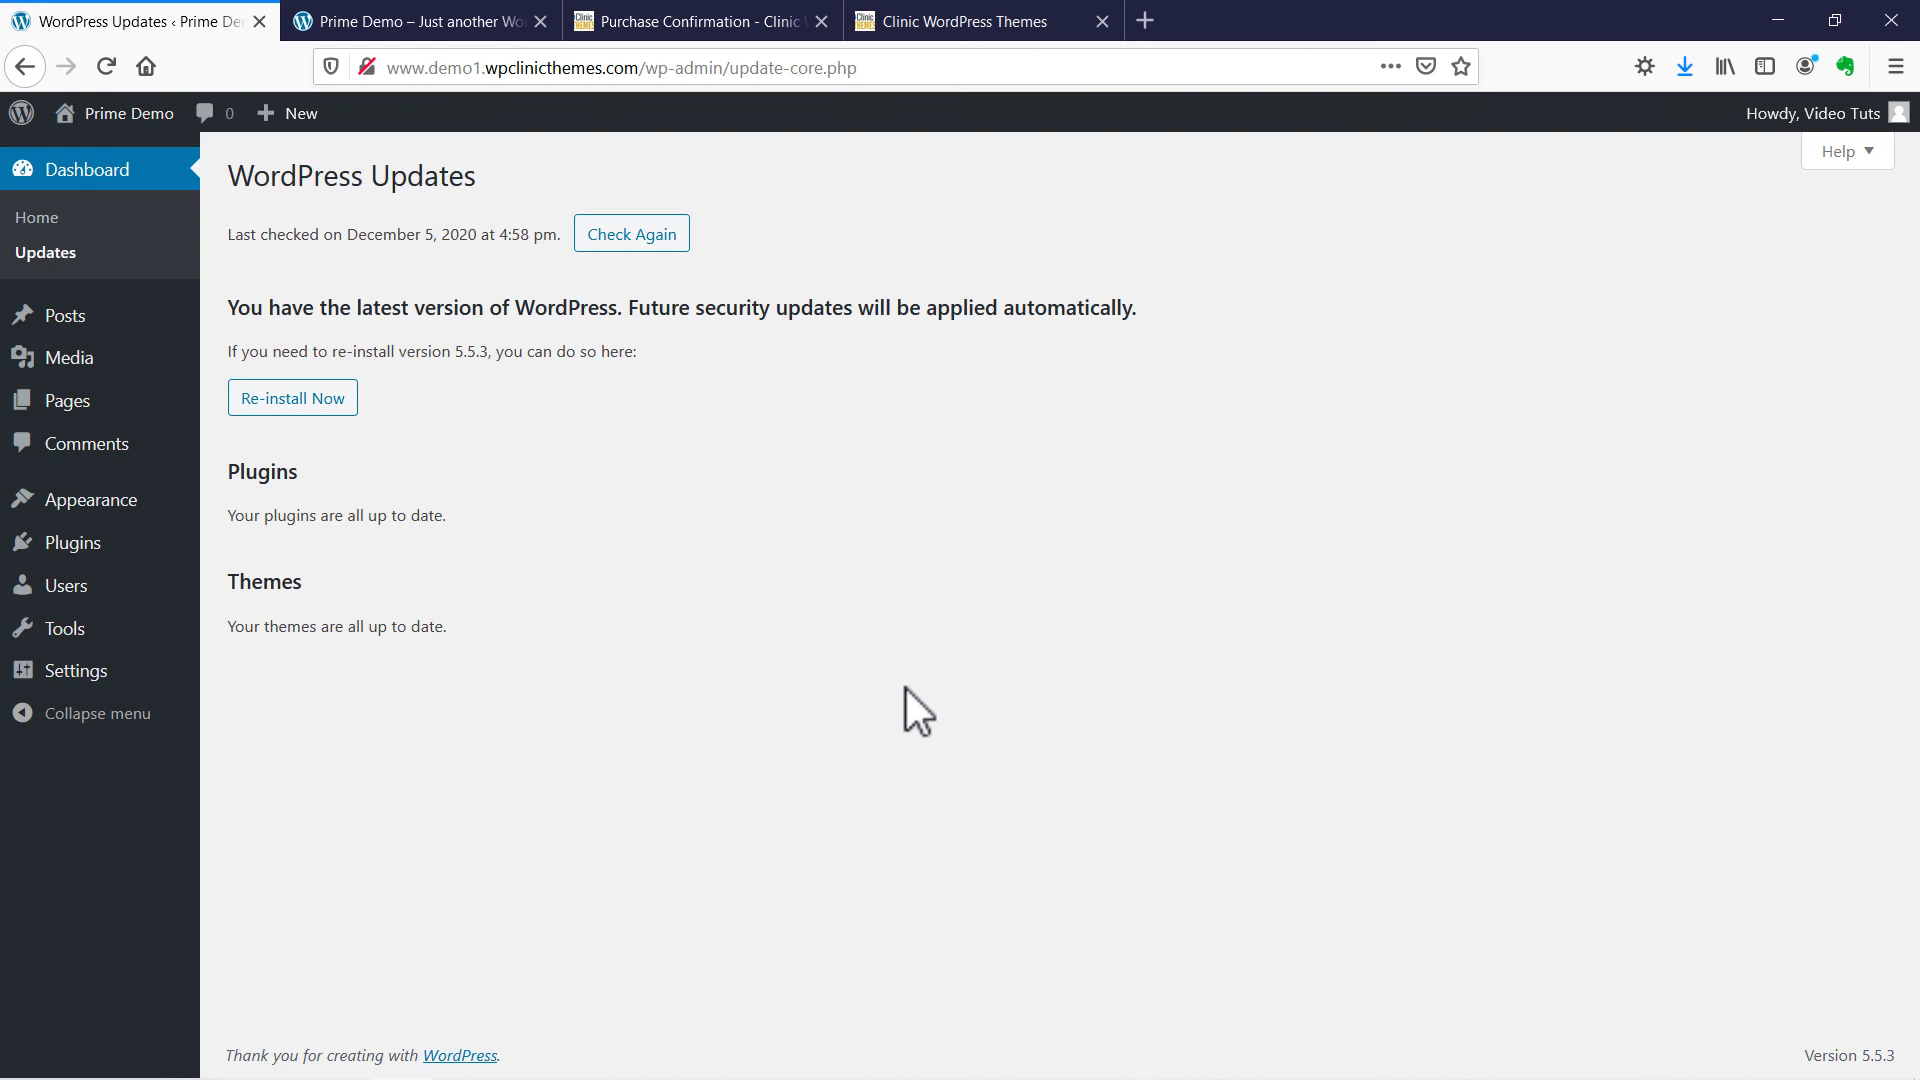 WordPress Updates ‹ Prime De
Prime Demo – Just another Wo
Purchase Confirmation - Clinic
Clinic WordPress Themes
www.demo1.wpclinicthemes.com/wp-admin/update-core.php
Prime Demo
0
New
Howdy, Video Tuts
Help
Dashboard
Home
Updates
Posts
Media
Pages
Comments
Appearance
Plugins
Users
Tools
Settings
Collapse menu
WordPress Updates
Last checked on December 5, 2020 at 4:58 pm.
Check Again
You have the latest version of WordPress. Future security updates will be applied automatically.
If you need to re-install version 5.5.3, you can do so here:
Re-install Now
Plugins
Your plugins are all up to date.
Themes
Your themes are all up to date.
Thank you for creating with WordPress.
Version 5.5.3